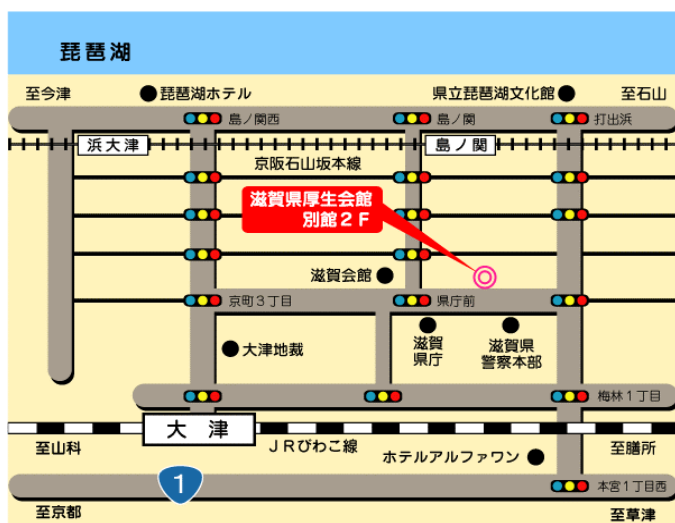 琵琶湖
至今津
琵琶湖ホテル
県立琵琶湖文化館
至石山
島ノ関西
島ノ関
打出浜
浜大津
島ノ関
京阪石山坂本線
滋賀県厚生会館
別館2F
滋賀会館
京町3丁目
県庁前
大津地裁
滋賀
県庁
滋賀県
警察本部
梅林1丁目
大津
至山科
JRびわこ線
ホテルアルファワン
至膳所
1
本宮1丁目西
至京都
至草津